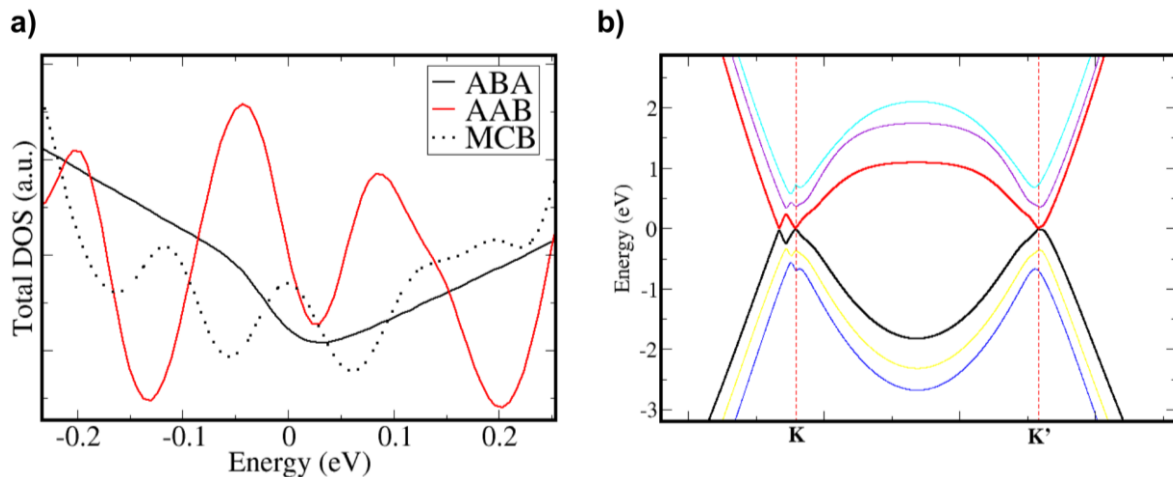 a)
Total DOS (a.u.)
ABA
AAB
MCB
-0.2 -0.1 0 0.1 0.2
Energy (eV)
b)
Energy (eV)
2
1
0
-1
-2
-3
K K'